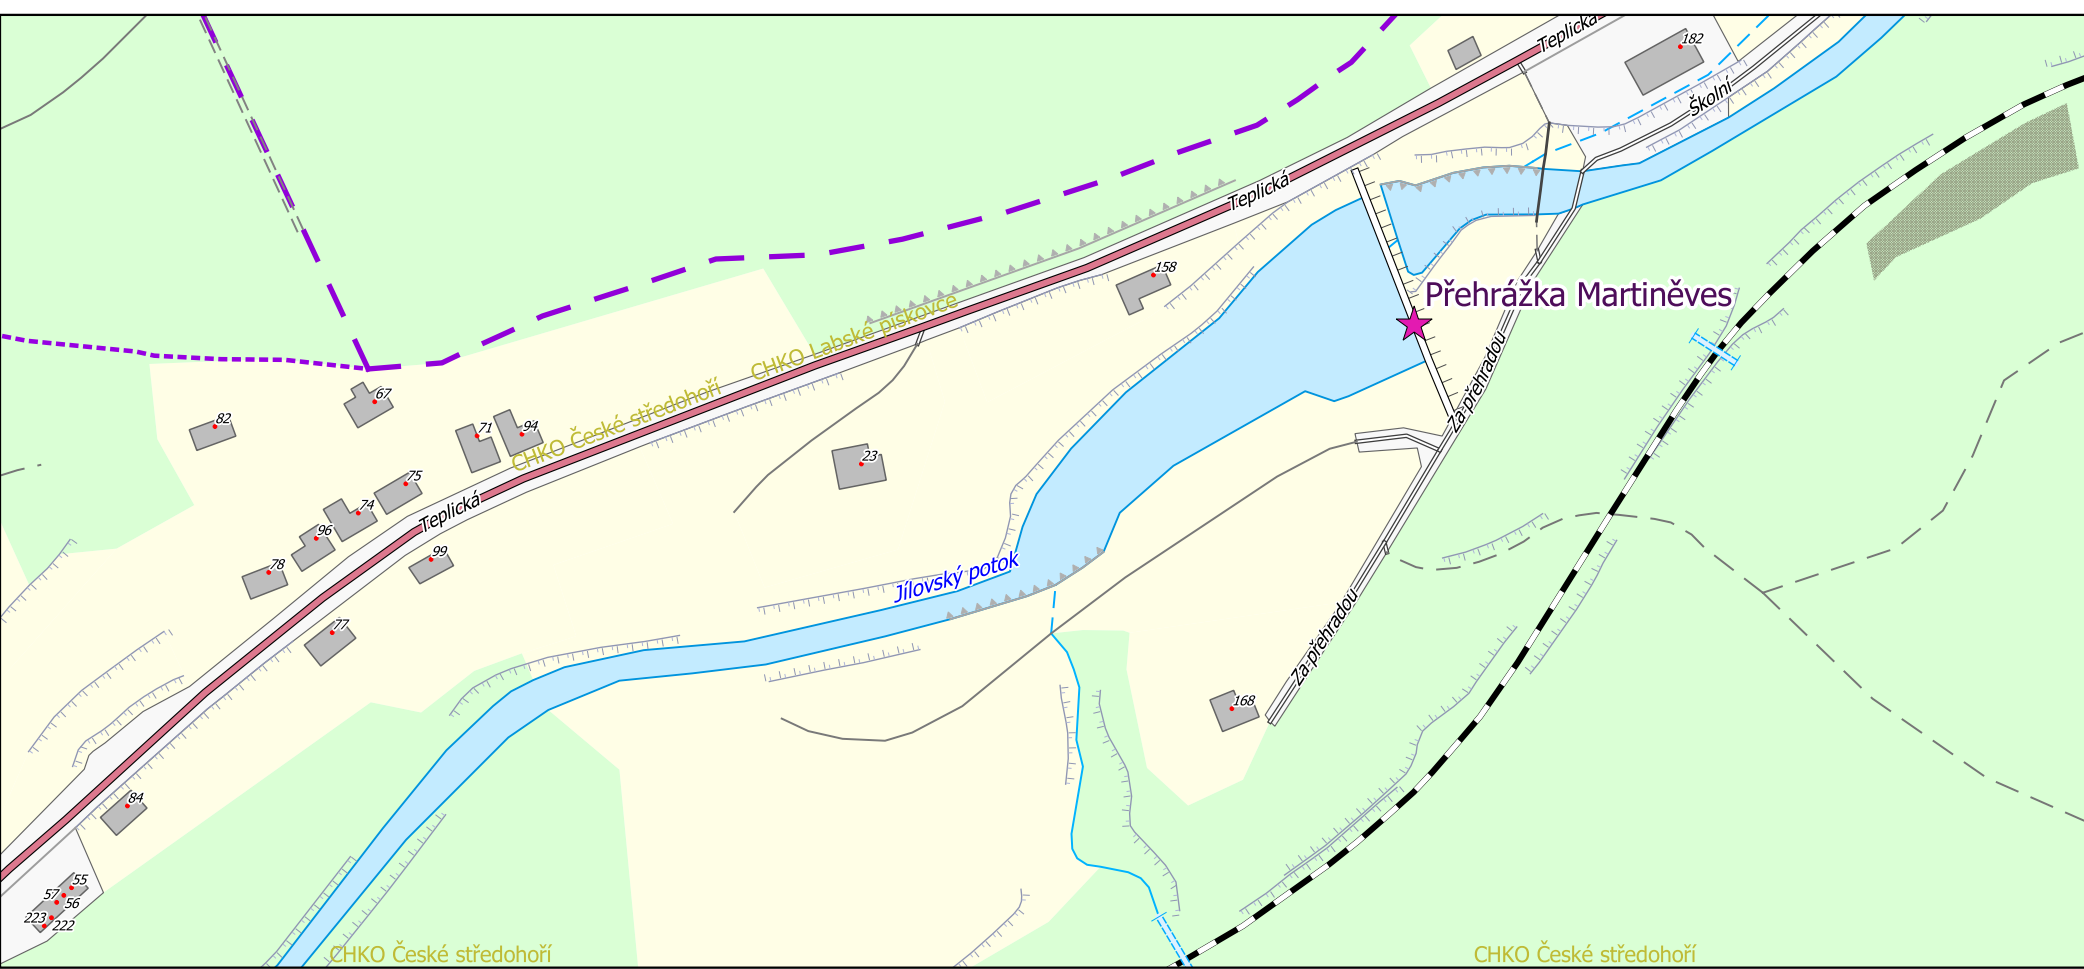 Teplická
182
Školní
Teplická
158
Přehrážka Martiněves
CHKO Labské pískovce
Za přehradou
67
CHKO České středohoří
82
71
94
23
75
74
Teplická
96
99
78
Jílovský potok
77
Za přehradou
168
84
55
57
56
223
222
CHKO České středohoří
CHKO České středohoří